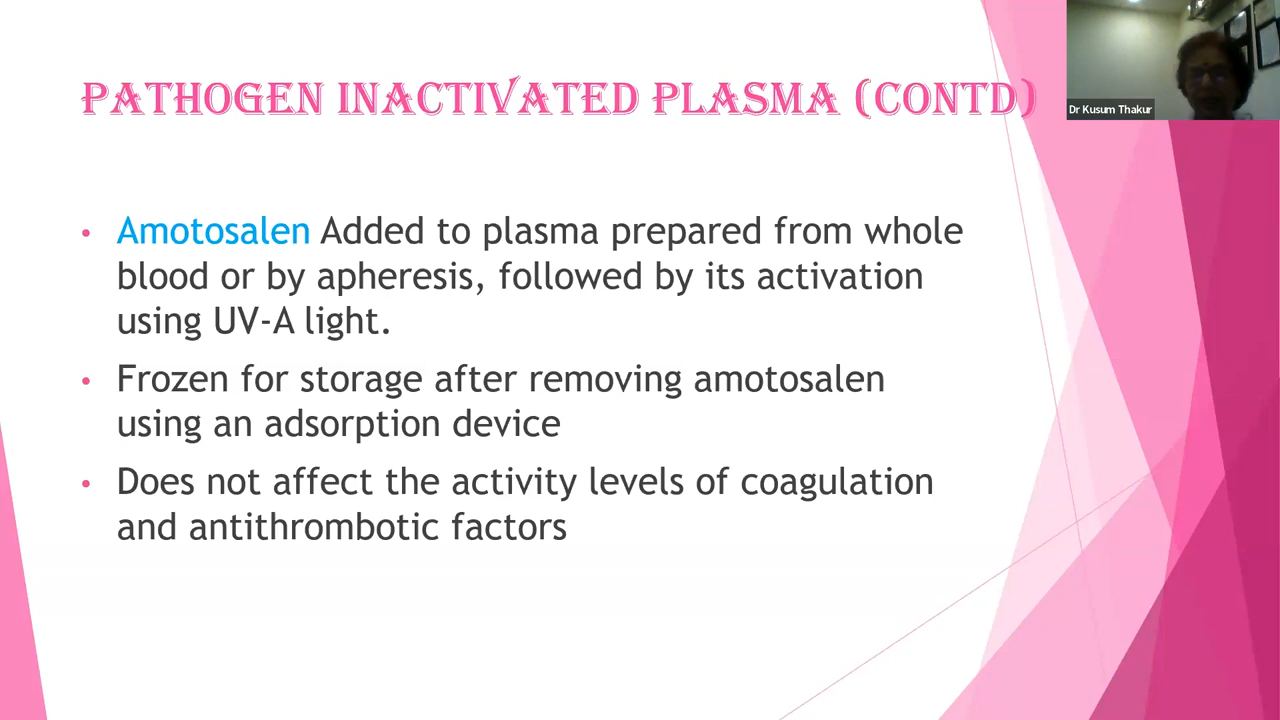 PATHOGEN INACTIVATED PLASMA (CONTD)
Dr Kusum Thakur
• Amotosalen Added to plasma prepared from whole
blood or by apheresis, followed by its activation
using UV-A light.
• Frozen for storage after removing amotosalen
using an adsorption device
• Does not affect the activity levels of coagulation
and antithrombotic factors